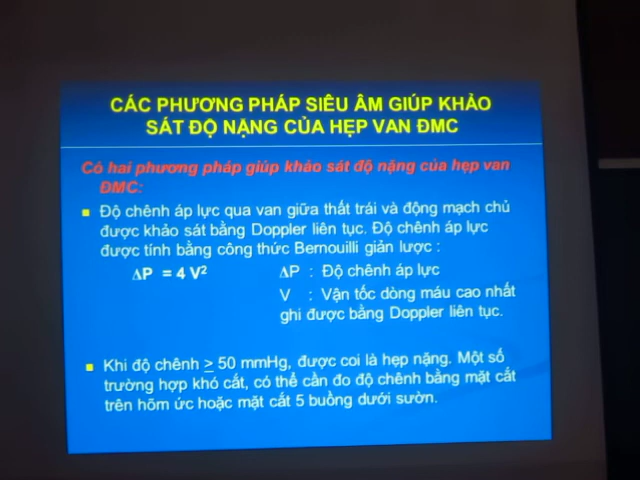 CÁC PHƯƠNG PHÁP SIÊU ÂM GIÚP KHẢO
SÁT ĐỘ NẶNG CỦA HẸP VAN ĐMC
Có hai phương pháp giúp khảo sát độ nặng của hẹp van
ĐMC:
Độ chênh áp lực qua van giữa thất trái và động mạch chủ
được khảo sát bằng Doppler liên tục. Độ chênh áp lực
được tính bằng công thức Bernouilli giản lược :
ΔP = 4 V² ΔP : Độ chênh áp lực
V : Vận tốc dòng máu cao nhất
ghi được bằng Doppler liên tục.
Khi độ chênh ≥ 50 mmHg, được coi là hẹp nặng. Một số
trường hợp khó cắt, có thể cần đo độ chênh bằng mặt cắt
trên hõm ức hoặc mặt cắt 5 buồng dưới sườn.